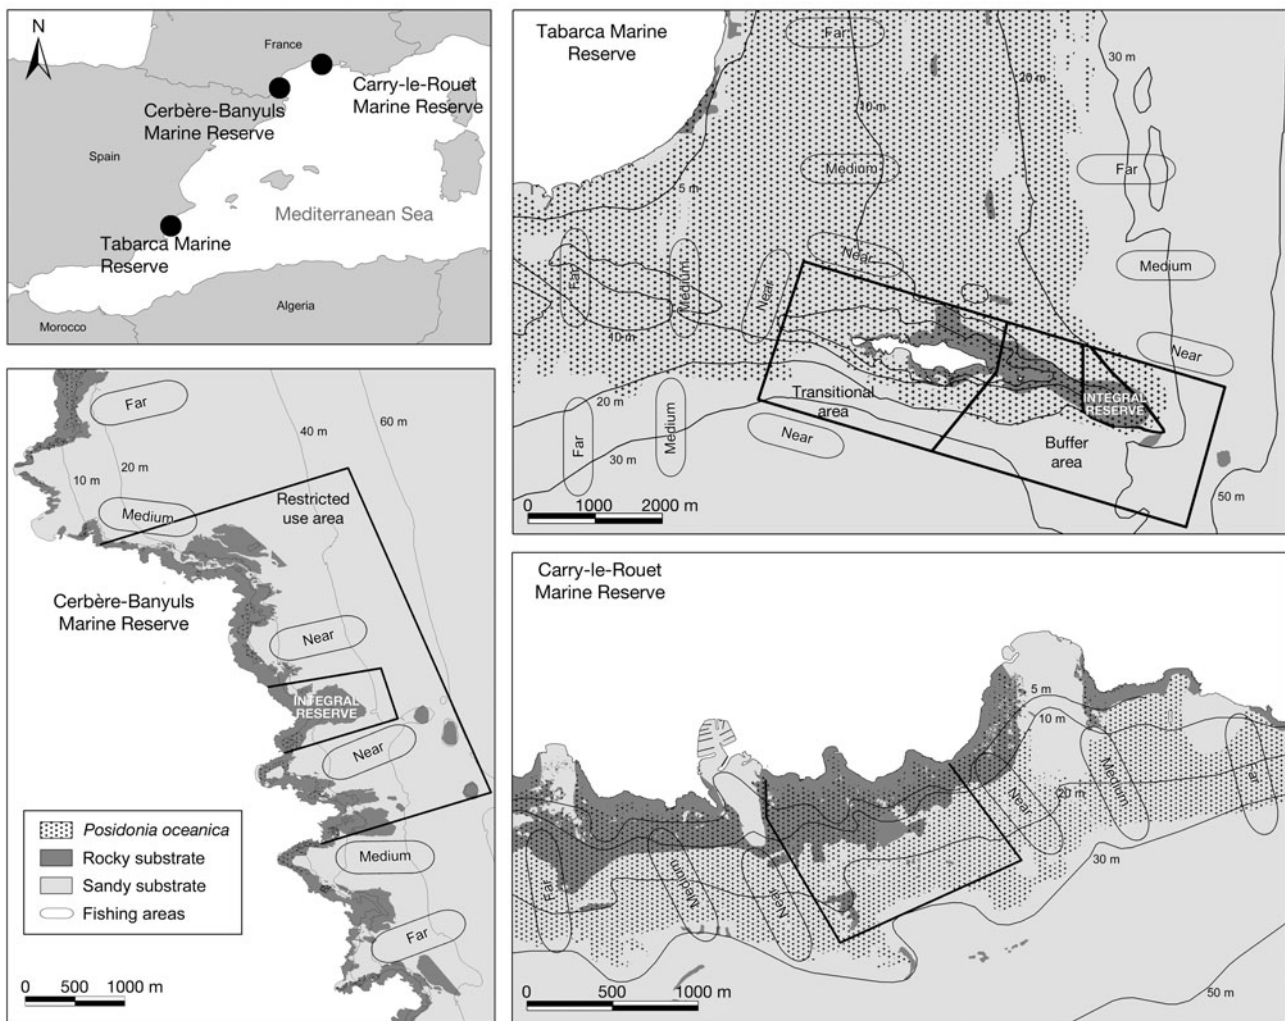 N
France
Carry-le-Rouet
Marine Reserve
Cerbère-Banyuls
Marine Reserve
Spain
Mediterranean Sea
Tabarca Marine
Reserve
Algeria
Morocco
Tabarca Marine
Reserve
Far
30 m
20 m
10 m
Medium
Far
5 m
Near
Far
Medium
Near
Medium
10 m
Near
INTEGRAL
RESERVE
Transitional
area
20 m
Far
Medium
Near
Buffer
area
30 m
50 m
0 1000 2000 m
Far
60 m
40 m
20 m
10 m
Restricted
use area
Medium
Cerbère-Banyuls
Marine Reserve
Near
INTEGRAL
RESERVE
Near
Posidonia oceanica
Rocky substrate
Sandy substrate
Fishing areas
Medium
Far
0 500 1000 m
Carry-le-Rouet
Marine Reserve
5 m
10 m
Near
20 m
Medium
Far
30 m
Far
Medium
Near
50 m
0 500 1000 m